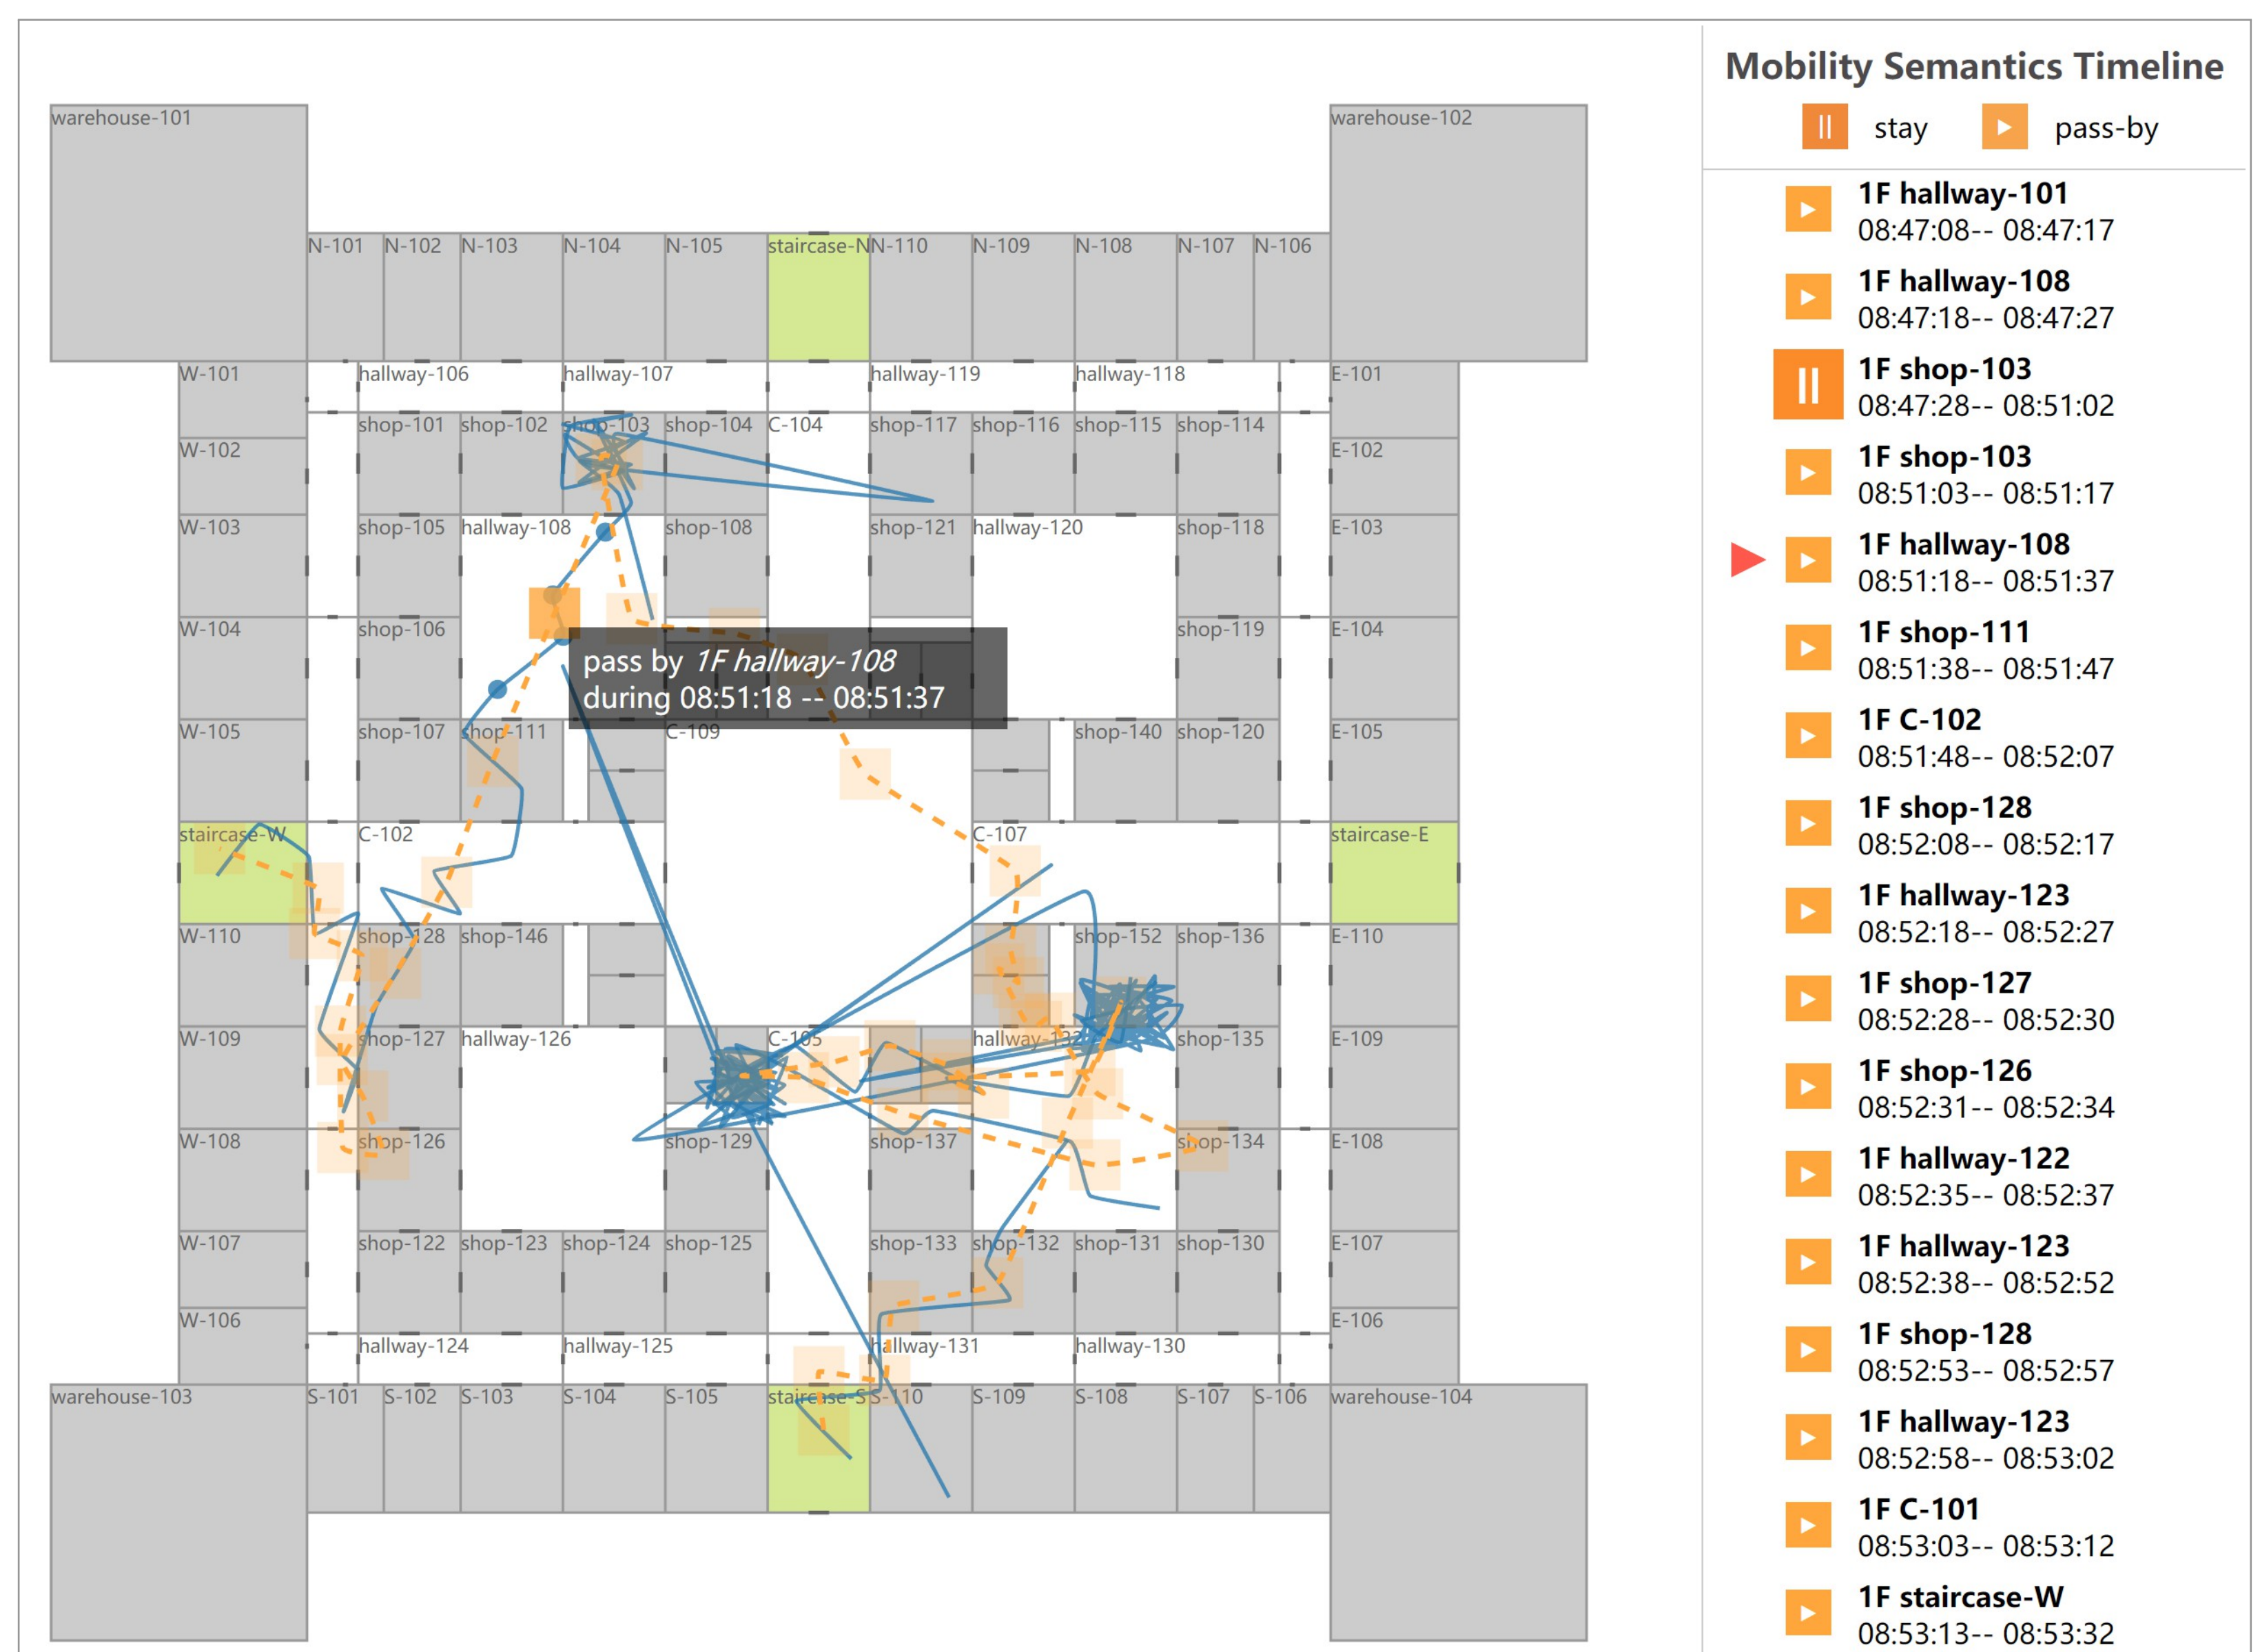 Mobility Semantics Timeline
stay
pass-by
1F hallway-101
08:47:08-- 08:47:17
1F hallway-108
08:47:18-- 08:47:27
1F shop-103
08:47:28-- 08:51:02
1F shop-103
08:51:03-- 08:51:17
1F hallway-108
08:51:18-- 08:51:37
1F shop-111
08:51:38-- 08:51:47
1F C-102
08:51:48-- 08:52:07
1F shop-128
08:52:08-- 08:52:17
1F hallway-123
08:52:18-- 08:52:27
1F shop-127
08:52:28-- 08:52:30
1F shop-126
08:52:31-- 08:52:34
1F hallway-122
08:52:35-- 08:52:37
1F hallway-123
08:52:38-- 08:52:52
1F shop-128
08:52:53-- 08:52:57
1F hallway-123
08:52:58-- 08:53:02
1F C-101
08:53:03-- 08:53:12
1F staircase-W
08:53:13-- 08:53:32
warehouse-101
warehouse-102
N-101 N-102 N-103 N-104 N-105 staircase-N N-110 N-109 N-108 N-107 N-106
W-101 hallway-106 hallway-107 hallway-119 hallway-118 E-101
shop-101 shop-102 shop-103 shop-104 C-104 shop-117 shop-116 shop-115 shop-114
W-102 E-102
W-103 shop-105 hallway-108 shop-108 shop-121 hallway-120 shop-118 E-103
W-104 shop-106 shop-119 E-104
pass by 1F hallway-108
during 08:51:18 -- 08:51:37
W-105 shop-107 shop-111 C-109 shop-140 shop-120 E-105
staircase-W C-102 C-107 staircase-E
W-110 shop-128 shop-146 shop-152 shop-136 E-110
W-109 shop-127 hallway-126 C-105 hallway-132 shop-135 E-109
W-108 shop-126 shop-129 shop-137 shop-134 E-108
W-107 shop-122 shop-123 shop-124 shop-125 shop-133 shop-132 shop-131 shop-130 E-107
W-106 E-106
hallway-124 hallway-125 hallway-131 hallway-130
warehouse-103 S-101 S-102 S-103 S-104 S-105 staircase-S S-110 S-109 S-108 S-107 S-106 warehouse-104